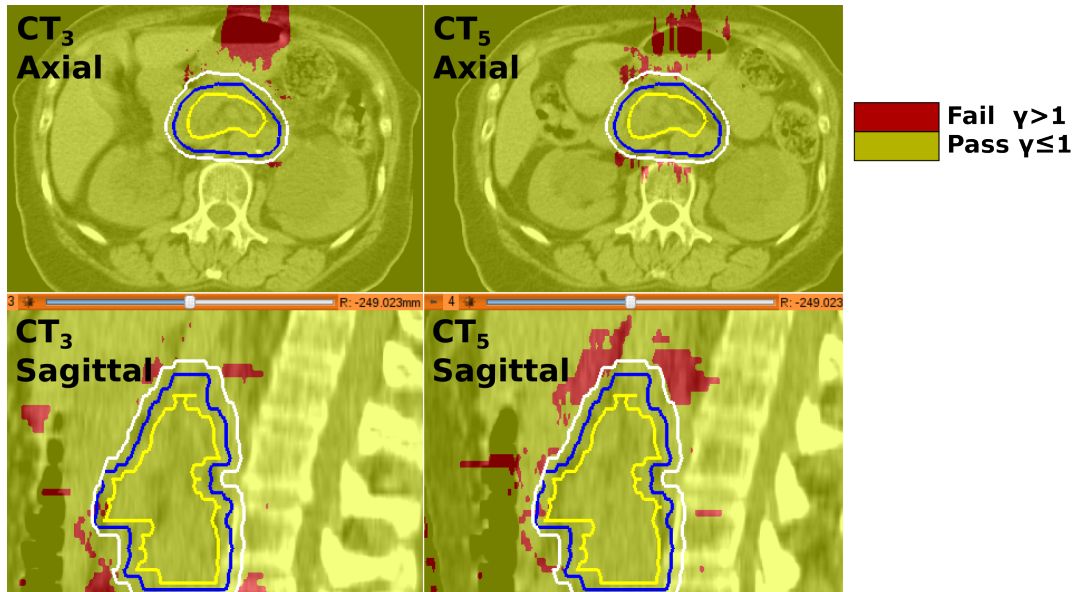 CT₃
Axial
CT₅
Axial
Fail γ>1
Pass γ≤1
3
R: -249.023mm
4
R: -249.023
CT₃
Sagittal
CT₅
Sagittal